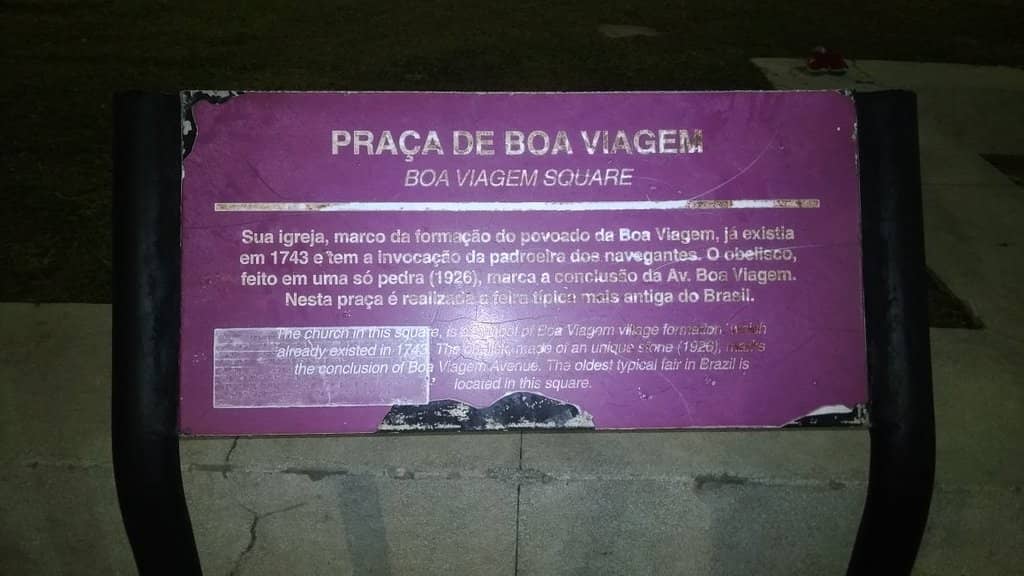 PRAÇA DE BOA VIAGEM
BOA VIAGEM SQUARE
Sua igreja, marco da formação do povoado da Boa Viagem, já existia
em 1743 e tem a invocação da padroeira dos navegantes. O obelisco,
feito em uma só pedra (1926), marca a conclusão da Av. Boa Viagem.
Nesta praça é realizada a feira típica mais antiga do Brasil.
The church in this square, is symbol of Boa Viagem village formation which
already existed in 1743. The made of an unique stone (1926), marks
the conclusion of Boa Viagem Avenue. The oldest typical fair in Brazil is
located in this square.